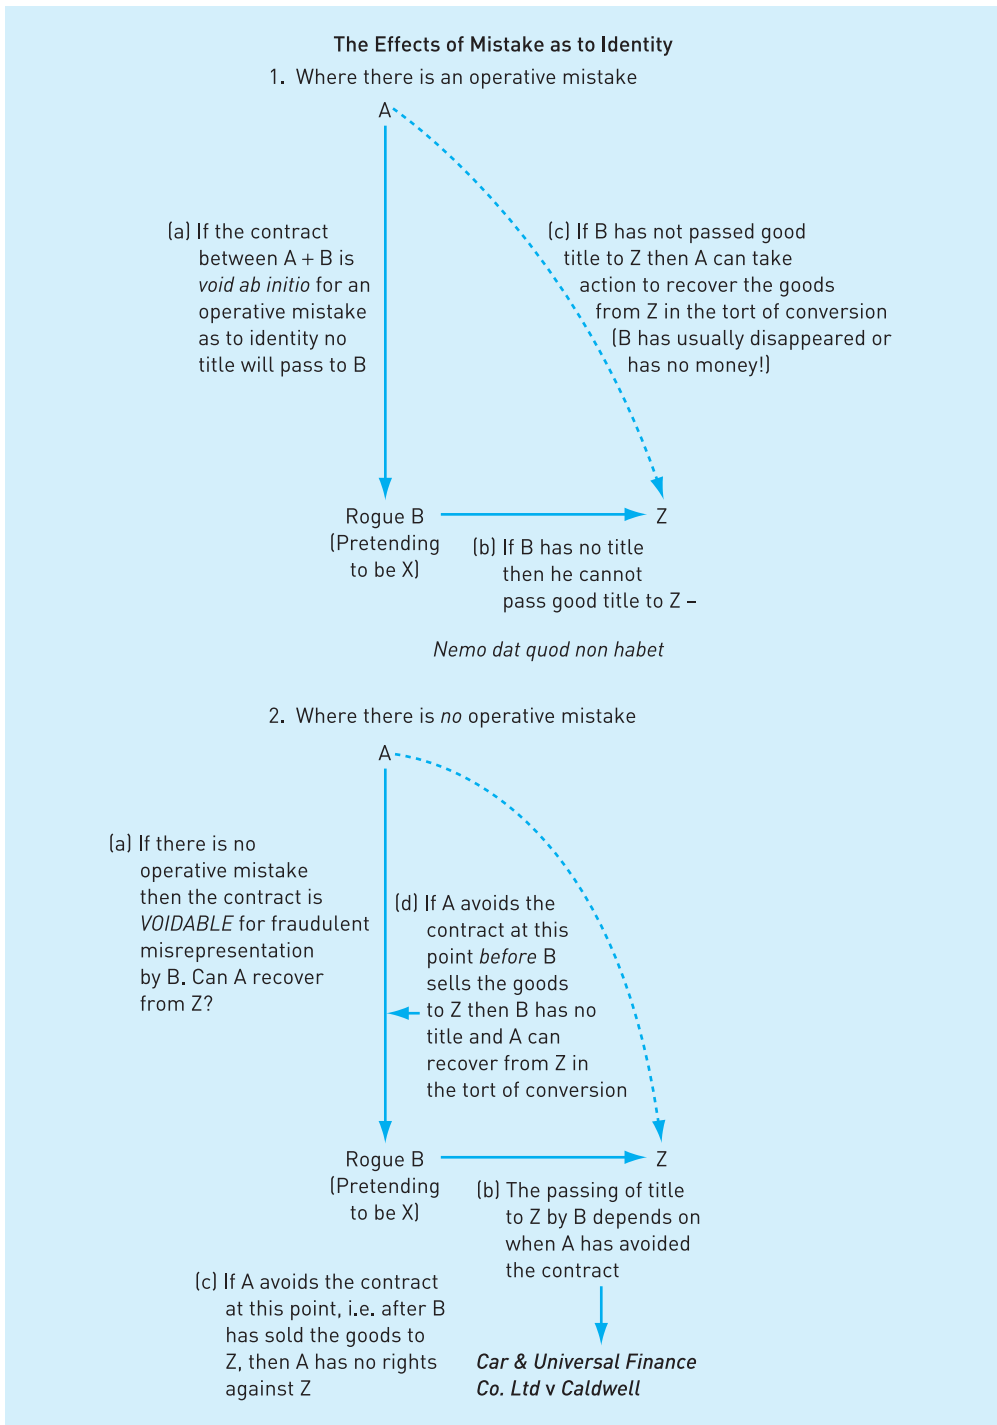 The Effects of Mistake as to Identity
1. Where there is an operative mistake
A
(a) If the contract
between A + B is
void ab initio for an
operative mistake
as to identity no
title will pass to B
(c) If B has not passed good
title to Z then A can take
action to recover the goods
from Z in the tort of conversion
(B has usually disappeared or
has no money!)
Rogue B
(Pretending
to be X)
Z
(b) If B has no title
then he cannot
pass good title to Z –
Nemo dat quod non habet
2. Where there is no operative mistake
A
(a) If there is no
operative mistake
then the contract is
VOIDABLE for fraudulent
misrepresentation
by B. Can A recover
from Z?
(d) If A avoids the
contract at this
point before B
sells the goods
to Z then B has no
title and A can
recover from Z in
the tort of conversion
Rogue B
(Pretending
to be X)
Z
(b) The passing of title
to Z by B depends on
when A has avoided
the contract
(c) If A avoids the contract
at this point, i.e. after B
has sold the goods to
Z, then A has no rights
against Z
Car & Universal Finance
Co. Ltd v Caldwell